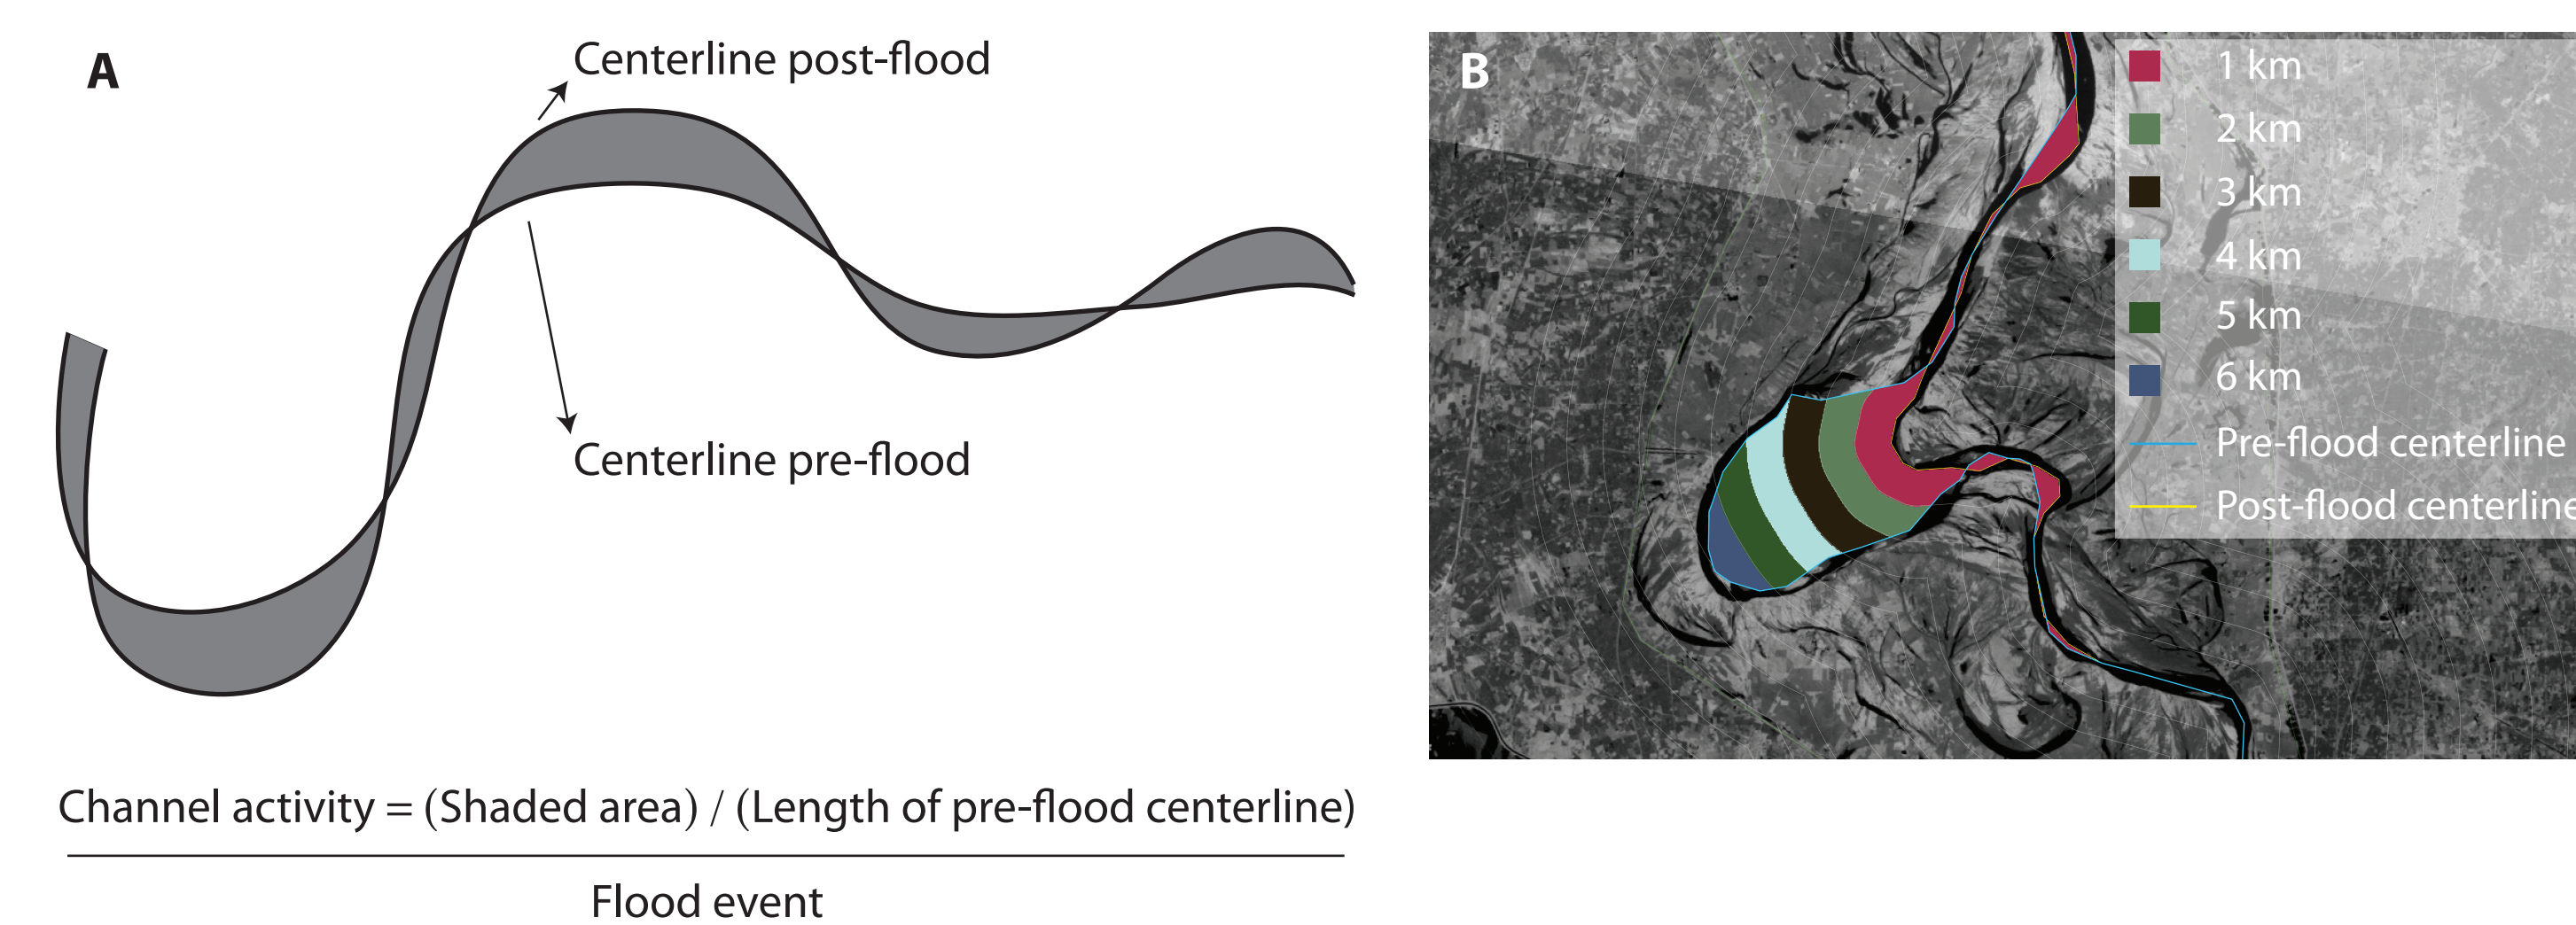 A
Centerline post-flood
Centerline pre-flood
Channel activity = (Shaded area) / (Length of pre-flood centerline)
Flood event
B
1 km
2 km
3 km
4 km
5 km
6 km
Pre-flood centerline
Post-flood centerline